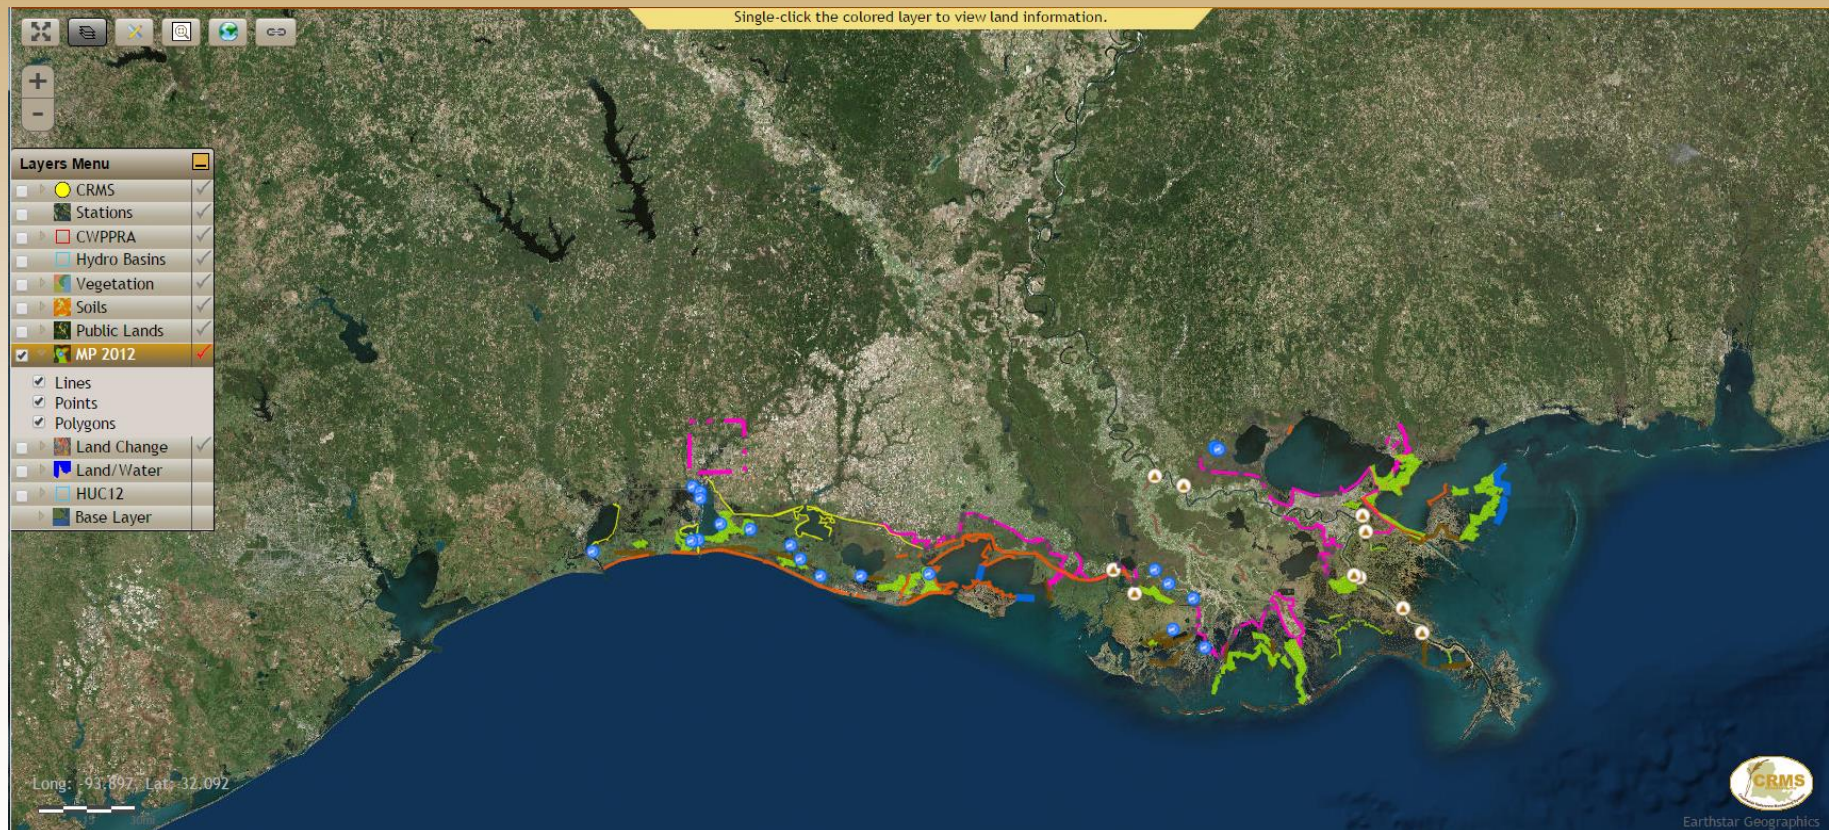 Single-click the colored layer to view land information.
Layers Menu
CRMS
Stations
CWPPRA
Hydro Basins
Vegetation
Soils
Public Lands
MP 2012
Lines
Points
Polygons
Land Change
Land/Water
HUC12
Base Layer
Long: -93.897, Lat: 32.092
15 30mi
CRMS
Earthstar Geographics